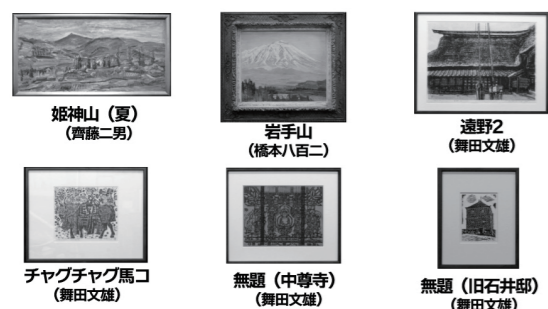 姫神山（夏）
（齊藤二男）
岩手山
（橋本八百二）
遠野2
（舞田文雄）
チャグチャグ馬コ
（舞田文雄）
無題（中尊寺）
（舞田文雄）
無題（旧石井邸）
（舞田文雄）